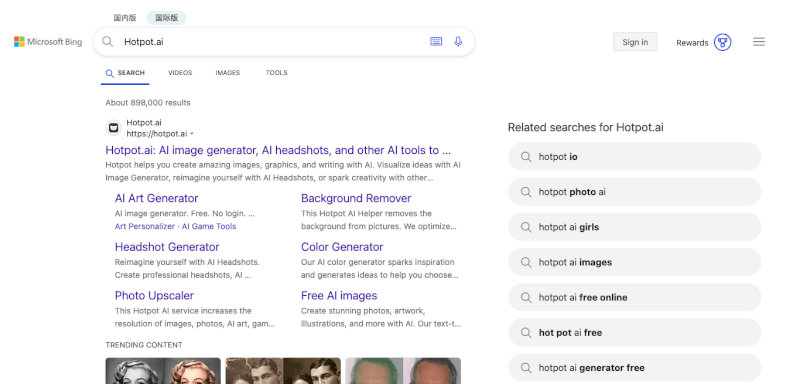 国内版 国际版
Microsoft Bing
Hotpot.ai
Sign in
Rewards
SEARCH VIDEOS IMAGES TOOLS
About 898,000 results
Hotpot.ai
https://hotpot.ai
Hotpot.ai: AI image generator, AI headshots, and other AI tools to ...
Hotpot helps you create amazing images, graphics, and writing with AI. Visualize ideas with AI
Image Generator, reimagine yourself with AI Headshots, or spark creativity with other...
AI Art Generator
AI image generator. Free. No login. ...
Art Personalizer · AI Game Tools
Background Remover
This Hotpot AI Helper removes the
background from pictures. We optimize...
Headshot Generator
Reimagine yourself with AI Headshots.
Create professional headshots, AI ...
Color Generator
Our AI color generator sparks inspiration
and generates ideas to help you choose...
Photo Upscaler
This Hotpot AI service increases the
resolution of images, photos, AI art, gam...
Free AI images
Create stunning photos, artwork,
illustrations, and more with AI. Our text-t...
TRENDING CONTENT
Related searches for Hotpot.ai
hotpot io
hotpot photo ai
hotpot ai girls
hotpot ai images
hotpot ai free online
hot pot ai free
hotpot ai generator free